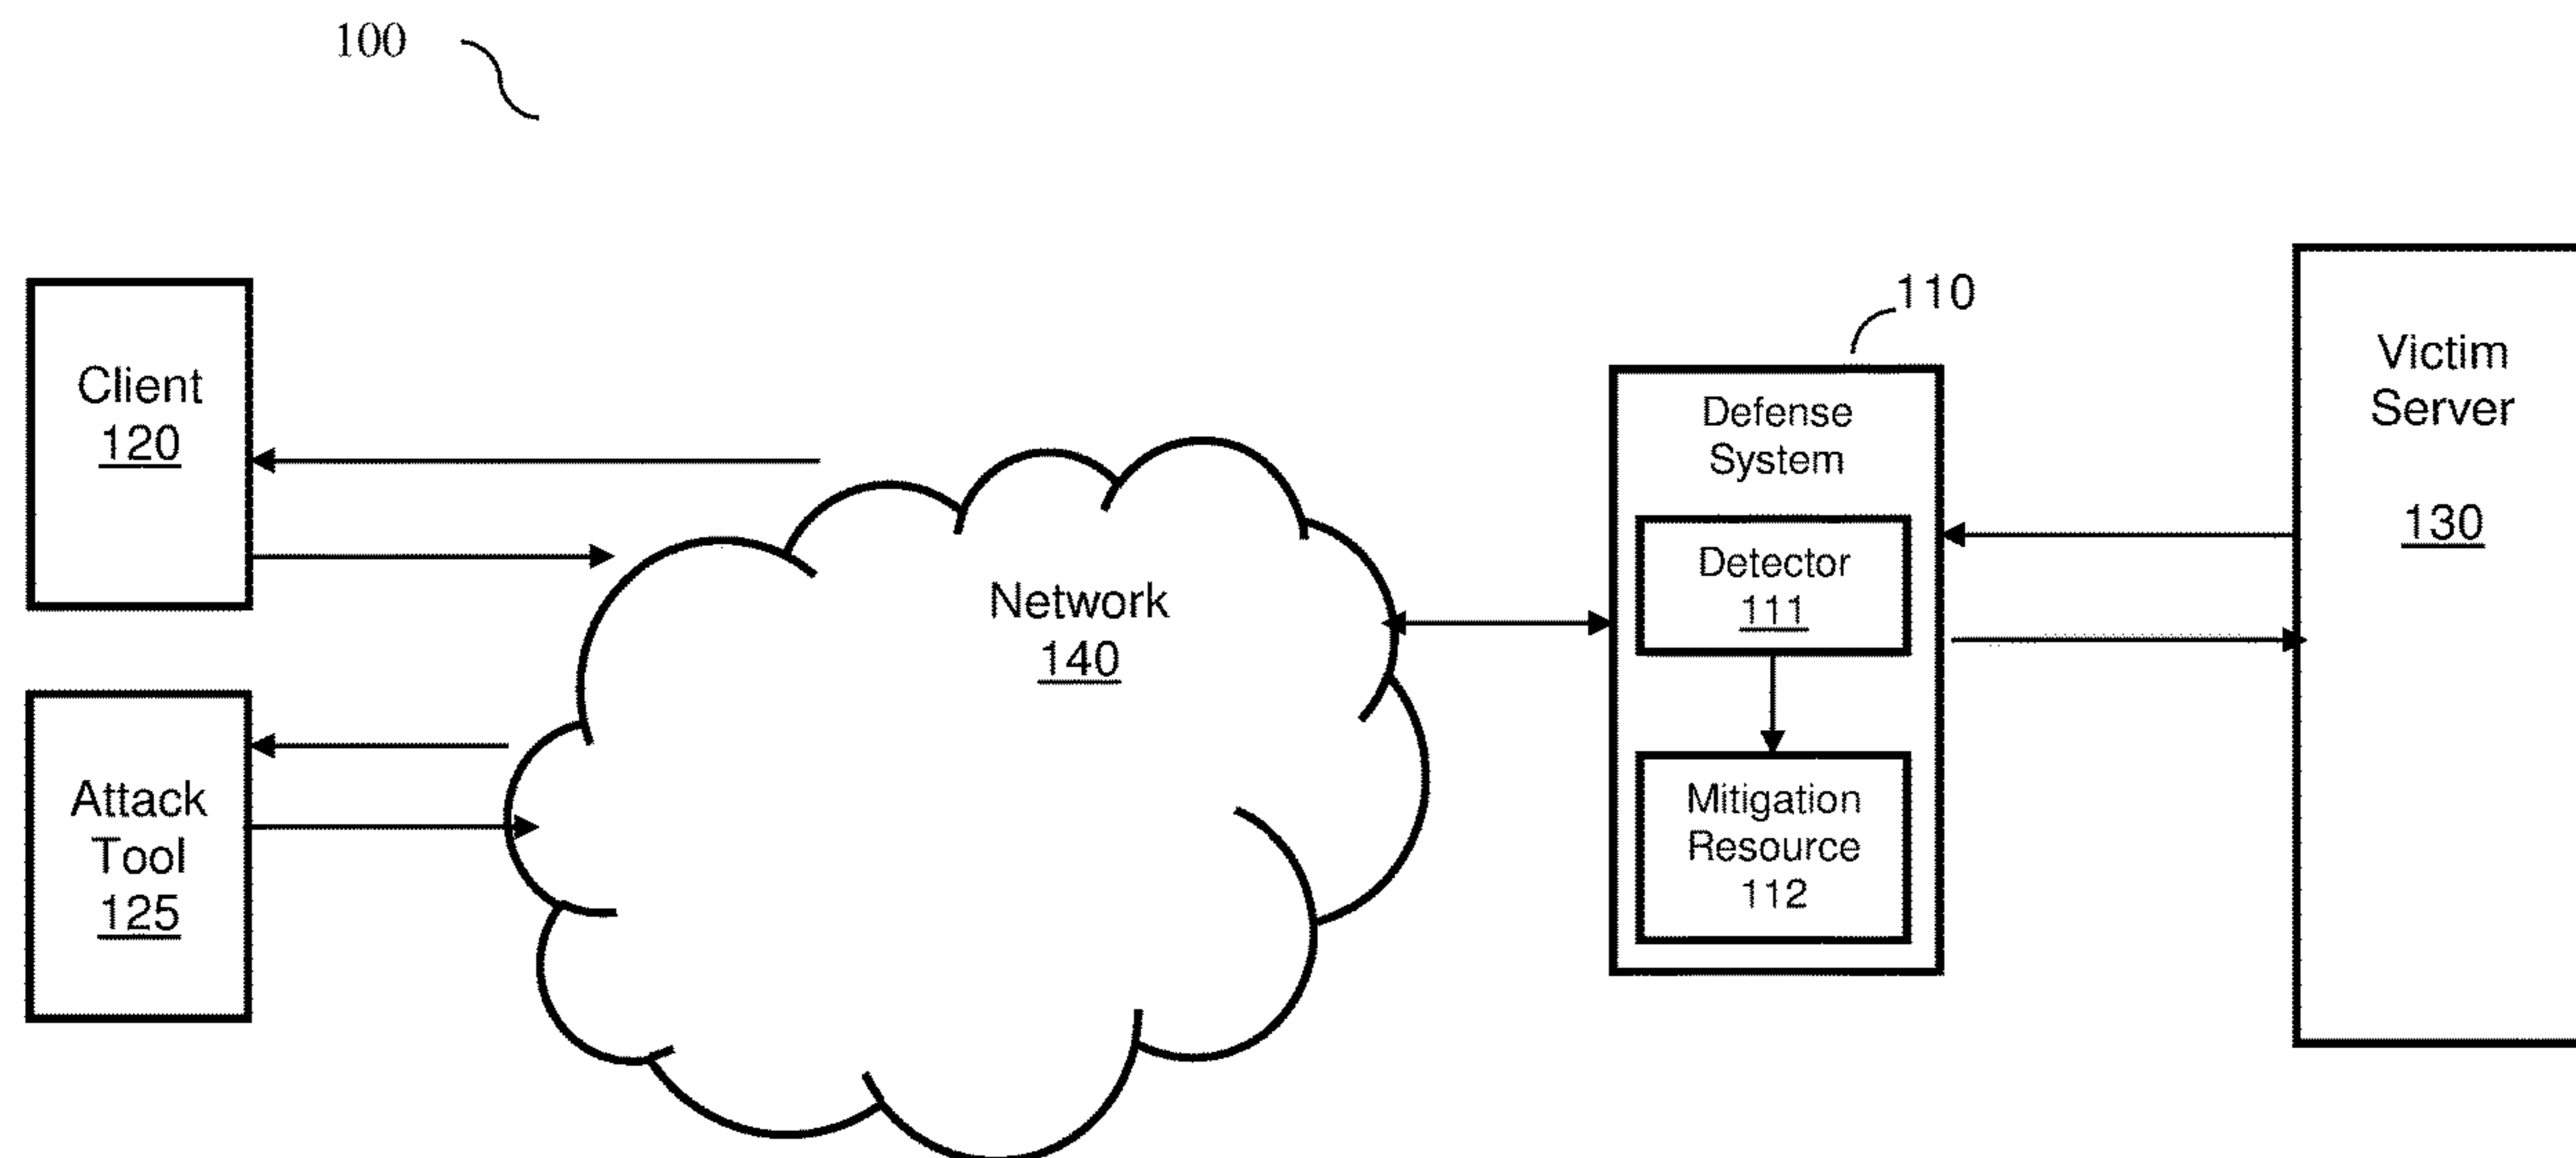 100
Client
120
Attack
Tool
125
Network
140
110
Defense
System
Detector
111
Mitigation
Resource
112
Victim
Server
130